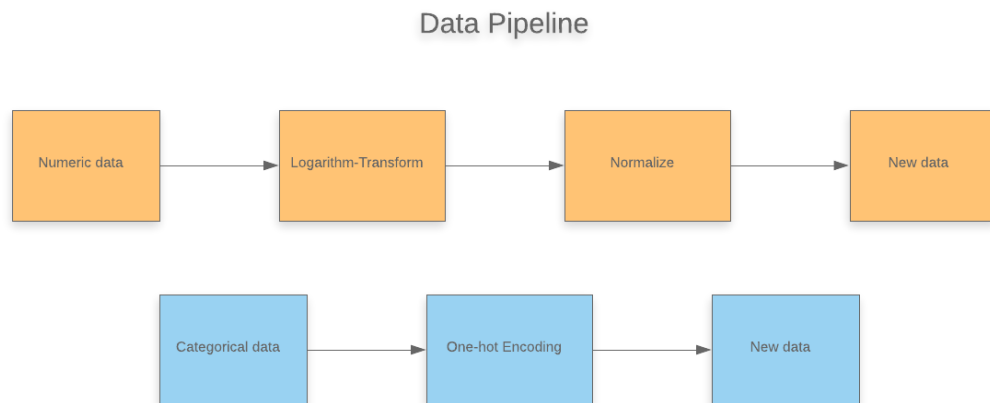 Data Pipeline
Numeric data
Logarithm-Transform
Normalize
New data
Categorical data
One-hot Encoding
New data